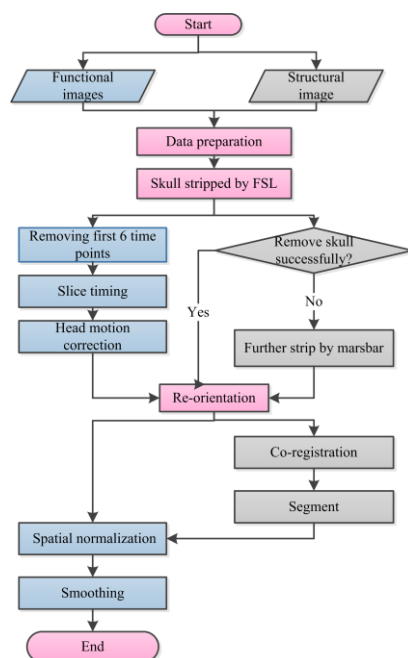 Start
Functional
images
Structural
image
Data preparation
Skull stripped by FSL
Removing first 6 time
points
Remove skull
successfully?
Slice timing
Yes
No
Head motion
correction
Further strip by marsbar
Re-orientation
Co-registration
Segment
Spatial normalization
Smoothing
End